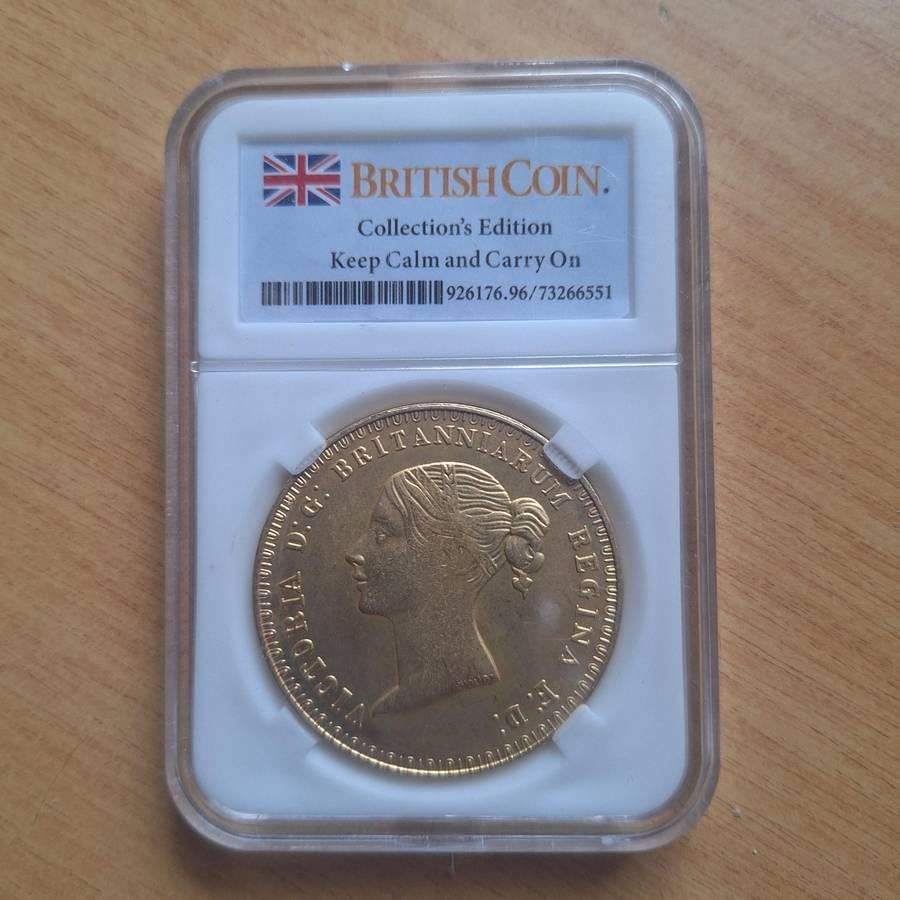 BRITISH COIN.
Collection's Edition
Keep Calm and Carry On
926176.96/73266551
VICTORIA D: G: BRITANNIARUM REGINA F. D.